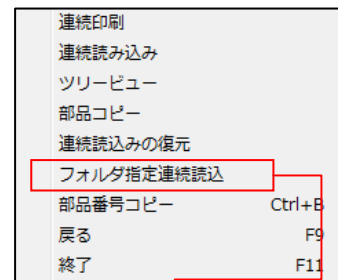 連続印刷
連続読み込み
ツリービュー
部品コピー
連続読込みの復元
フォルダ指定連続読込
部品番号コピー Ctrl+B
戻る F9
終了 F11